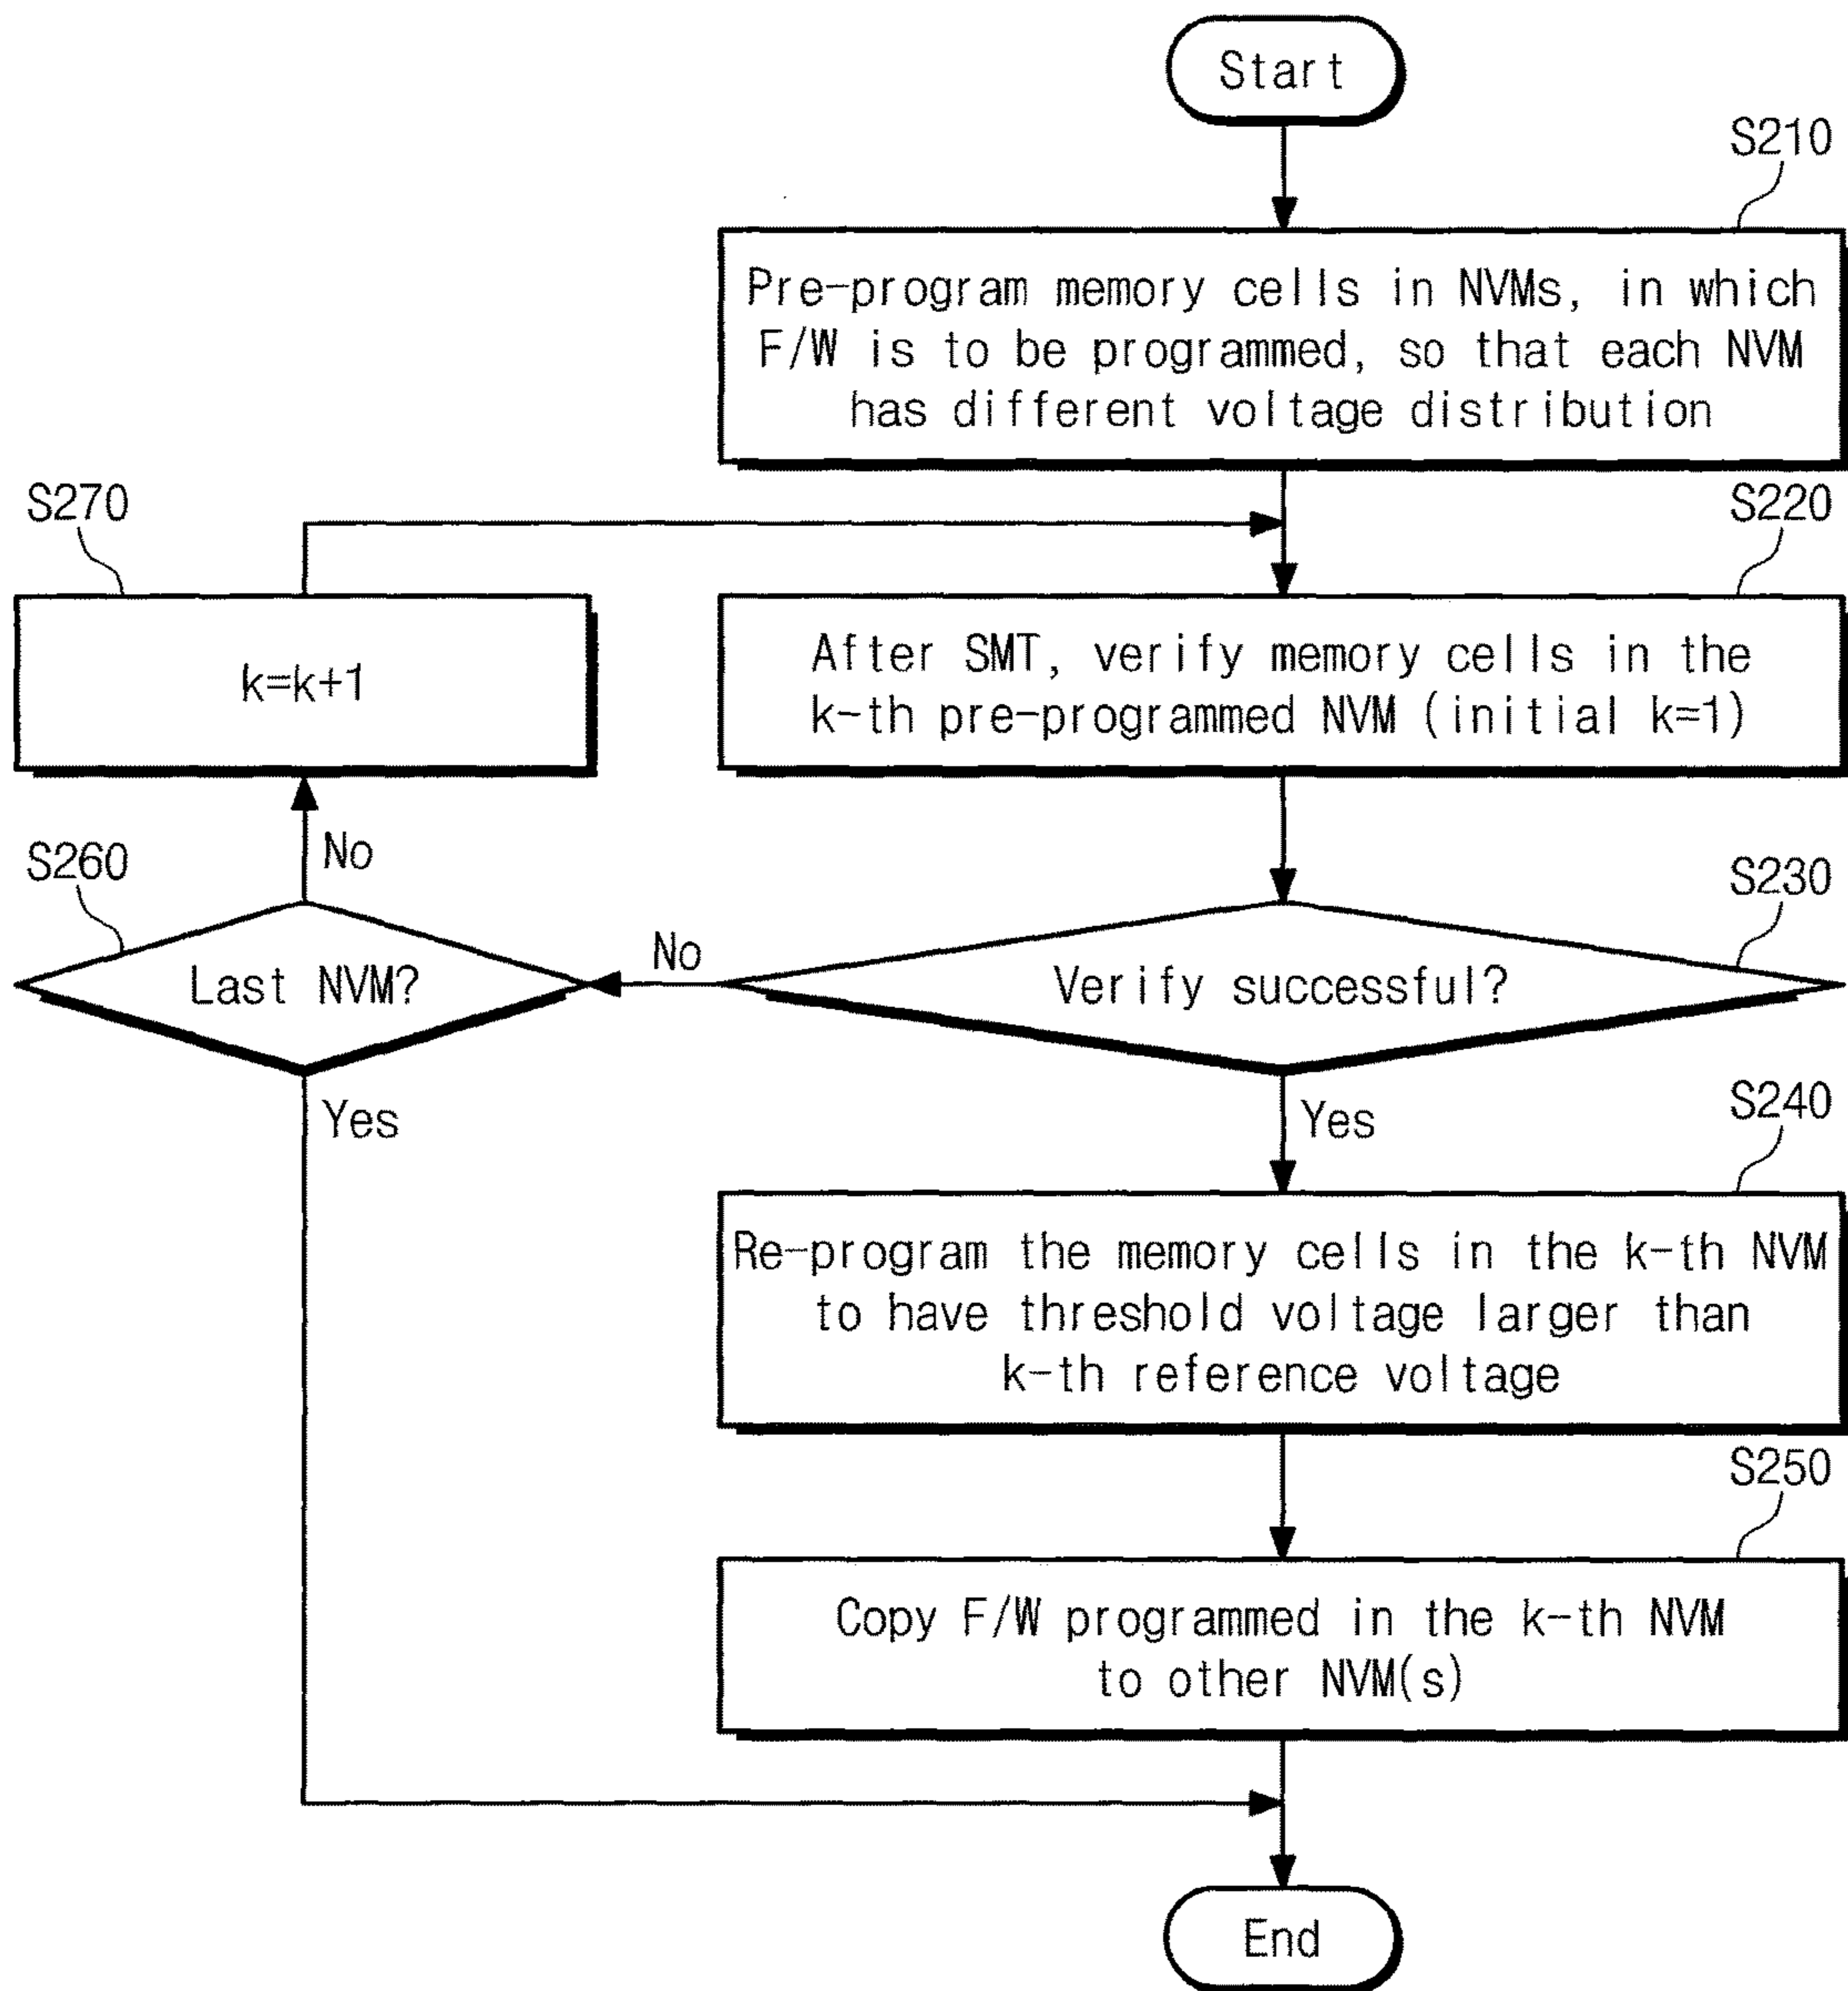 Start
S210
Pre-program memory cells in NVMs, in which
F/W is to be programmed, so that each NVM
has different voltage distribution
S270
S220
k=k+1
After SMT, verify memory cells in the
k-th pre-programmed NVM (initial k=1)
No
S260
S230
Last NVM?
No
Verify successful?
Yes
Yes
S240
Re-program the memory cells in the k-th NVM
to have threshold voltage larger than
k-th reference voltage
S250
Copy F/W programmed in the k-th NVM
to other NVM(s)
End